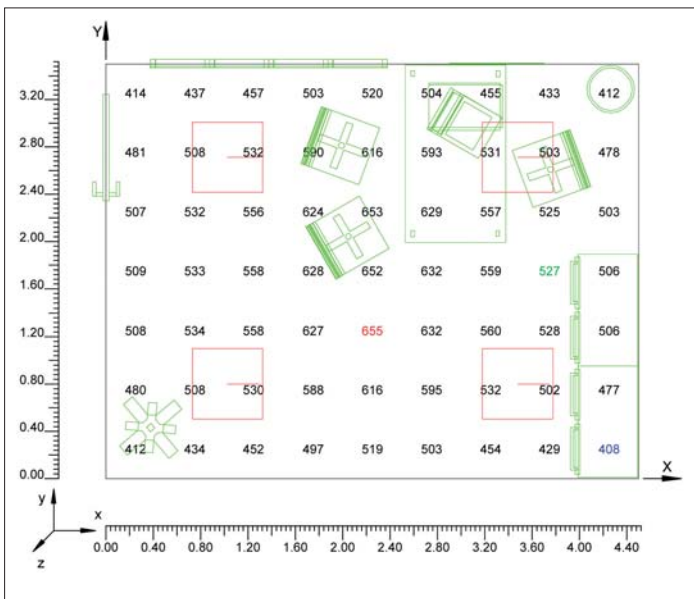 Y
3.20 414 437 457 503 520 504 455 433 412
2.80 481 508 532 590 616 593 531 503 478
2.40
507 532 556 624 653 629 557 525 503
2.00
509 533 558 628 652 632 559 527 506
1.60
1.20 508 534 558 627 655 632 560 528 506
0.80 480 508 530 588 616 595 532 502 477
0.40
412 434 452 497 519 503 454 429 408
0.00 X
y
x
z
0.00 0.40 0.80 1.20 1.60 2.00 2.40 2.80 3.20 3.60 4.00 4.40